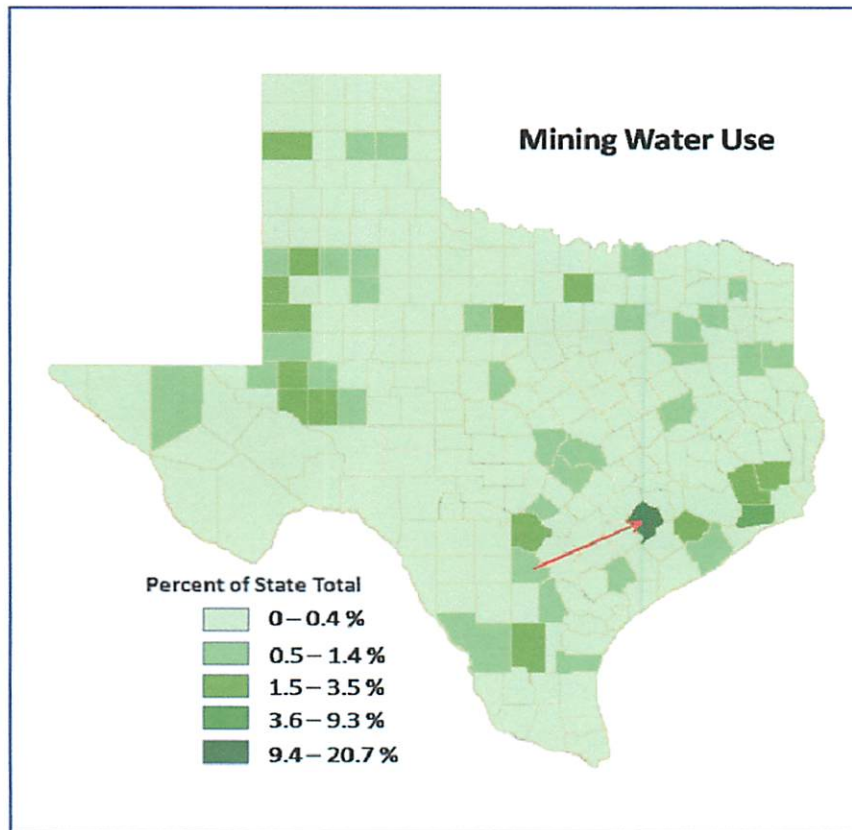 Mining Water Use
Percent of State Total
0 – 0.4 %
0.5 – 1.4 %
1.5 – 3.5 %
3.6 – 9.3 %
9.4 – 20.7 %